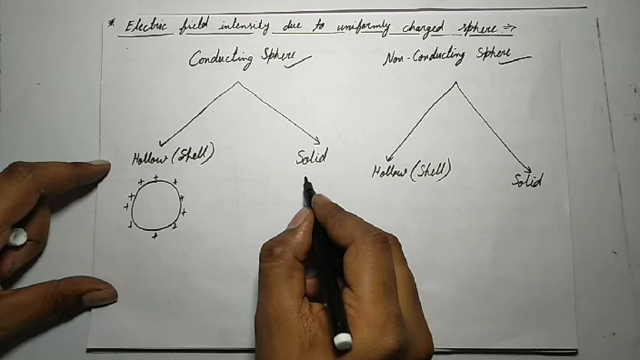 * Electric field intensity due to uniformly charged sphere ⇒
Conducting Sphere ✓
Non-Conducting Sphere ✓
Hollow (Shell)
Solid
Hollow (Shell)
Solid
+ + + + + + + + + +